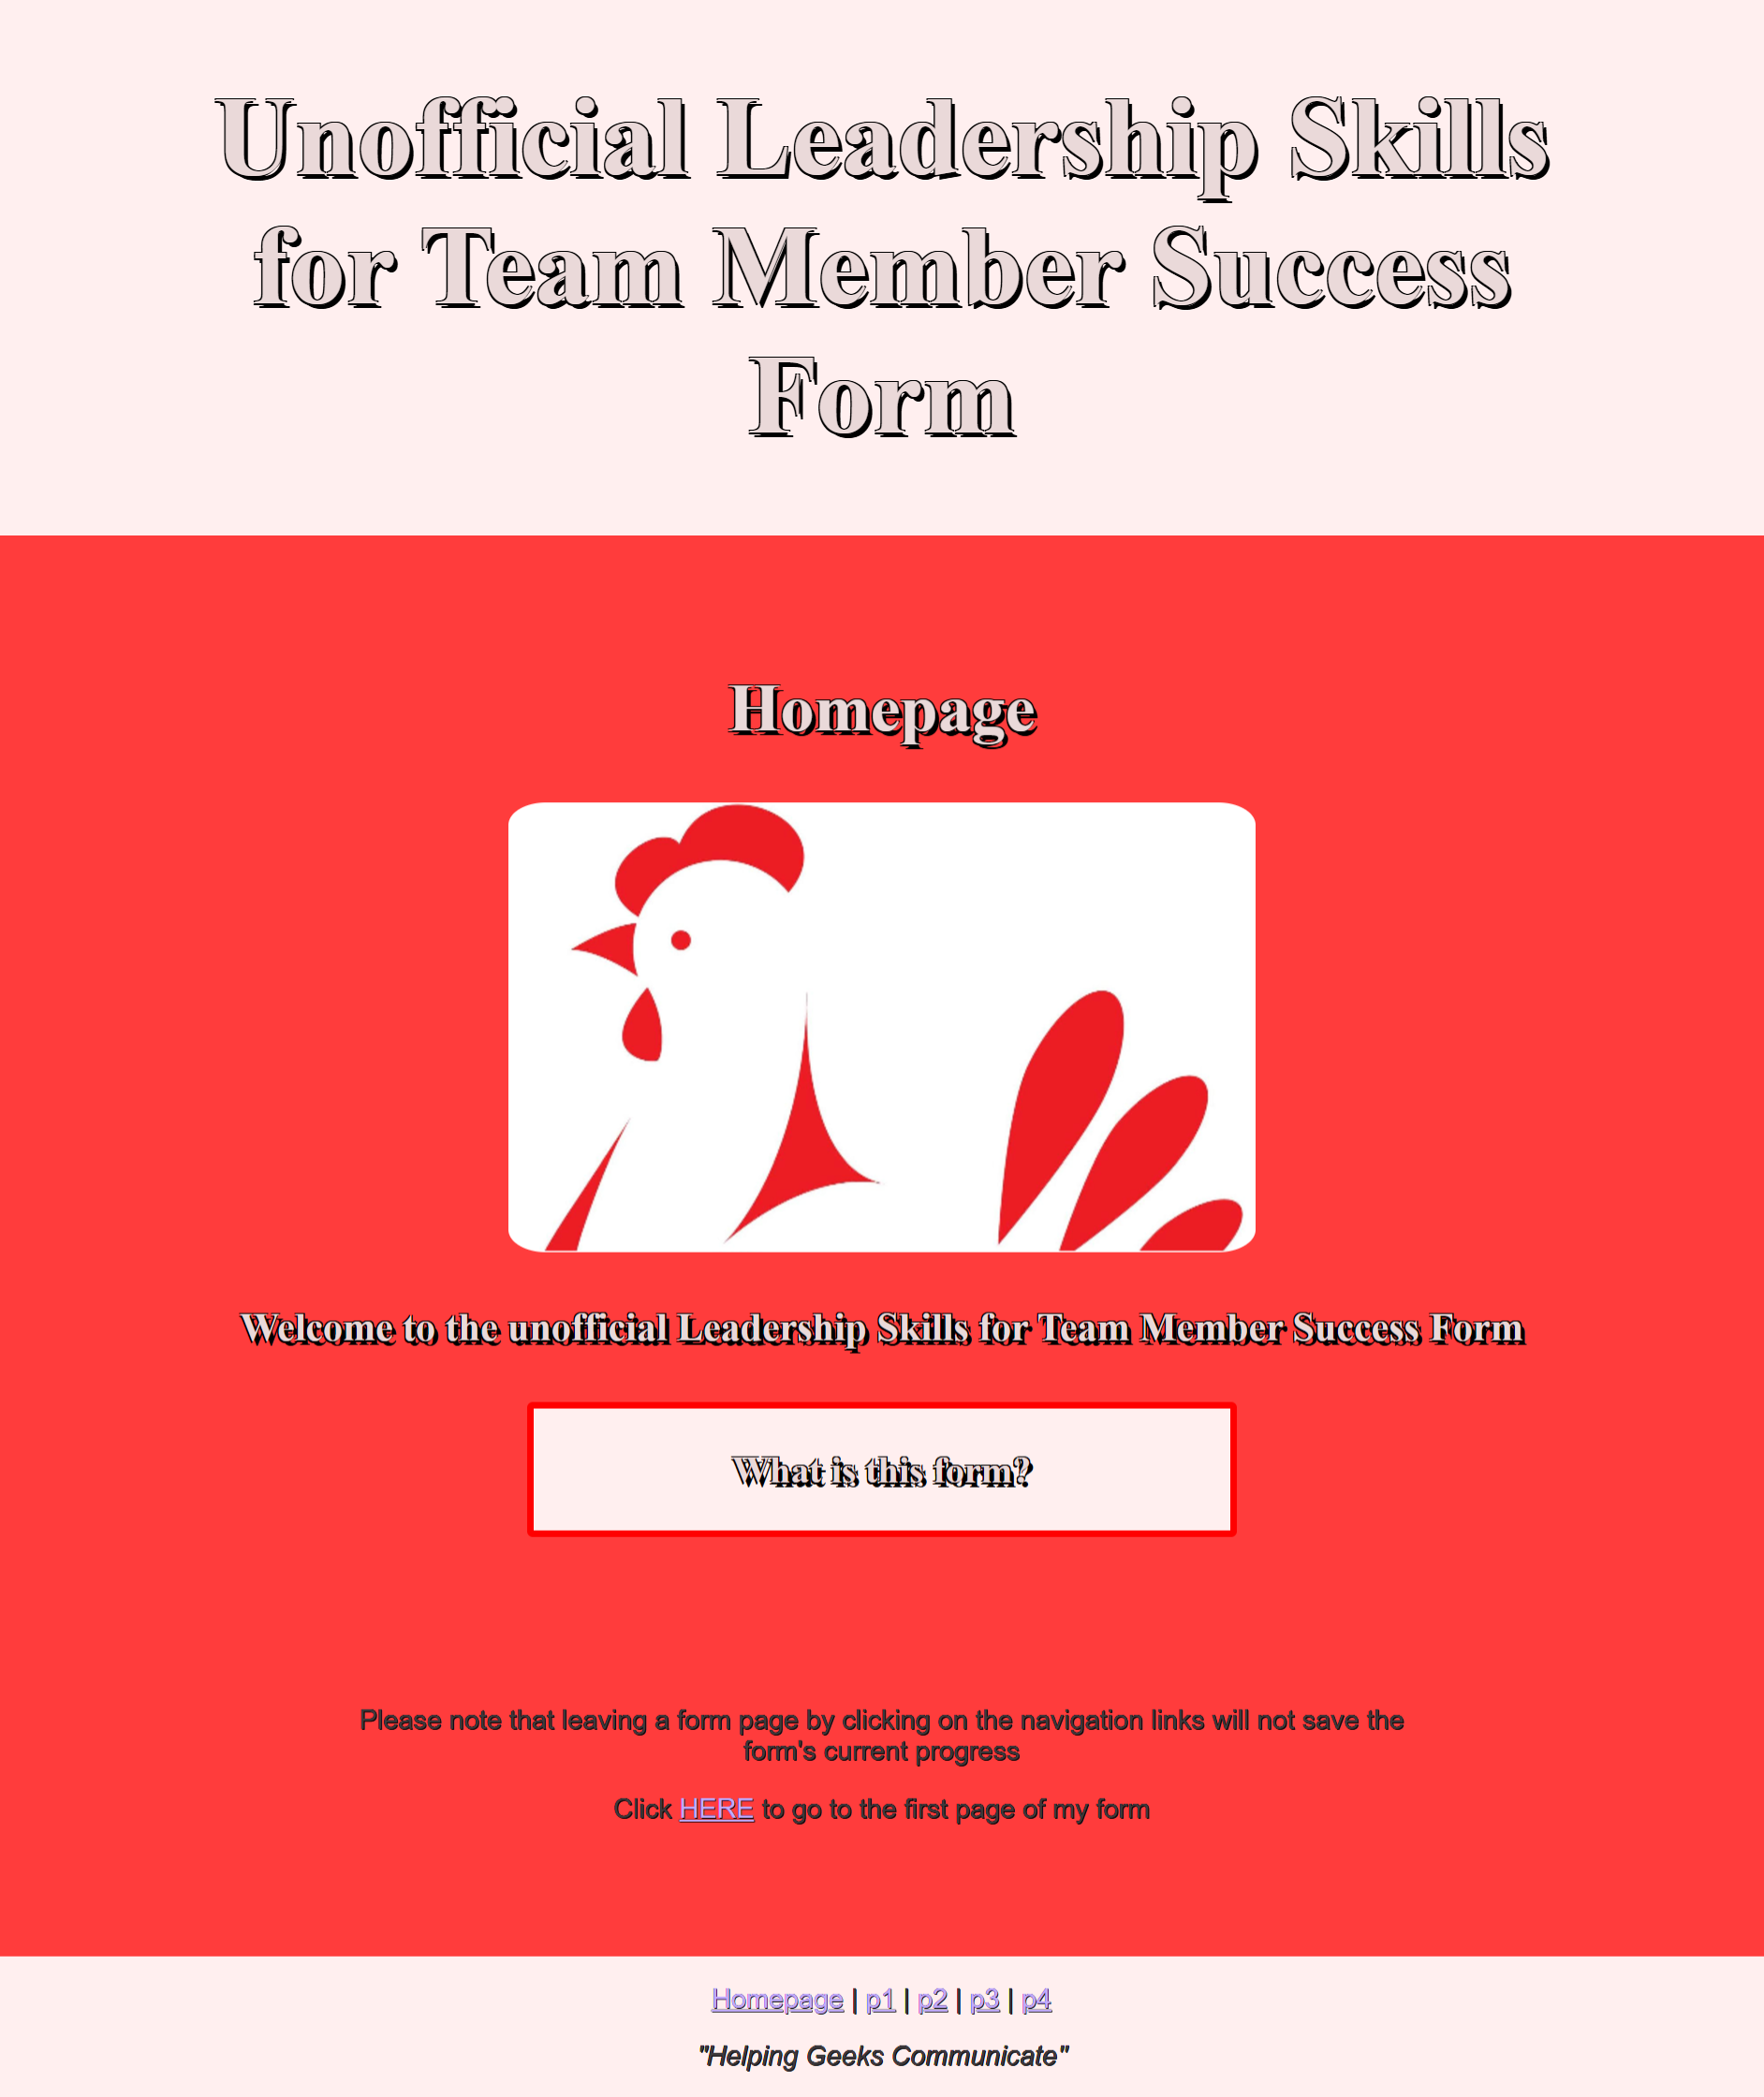 Unofficial Leadership Skills
for Team Member Success
Form
Homepage
Welcome to the unofficial Leadership Skills for Team Member Success Form
What is this form?
Please note that leaving a form page by clicking on the navigation links will not save the
form's current progress
Click HERE to go to the first page of my form
Homepage | p1 | p2 | p3 | p4
"Helping Geeks Communicate"